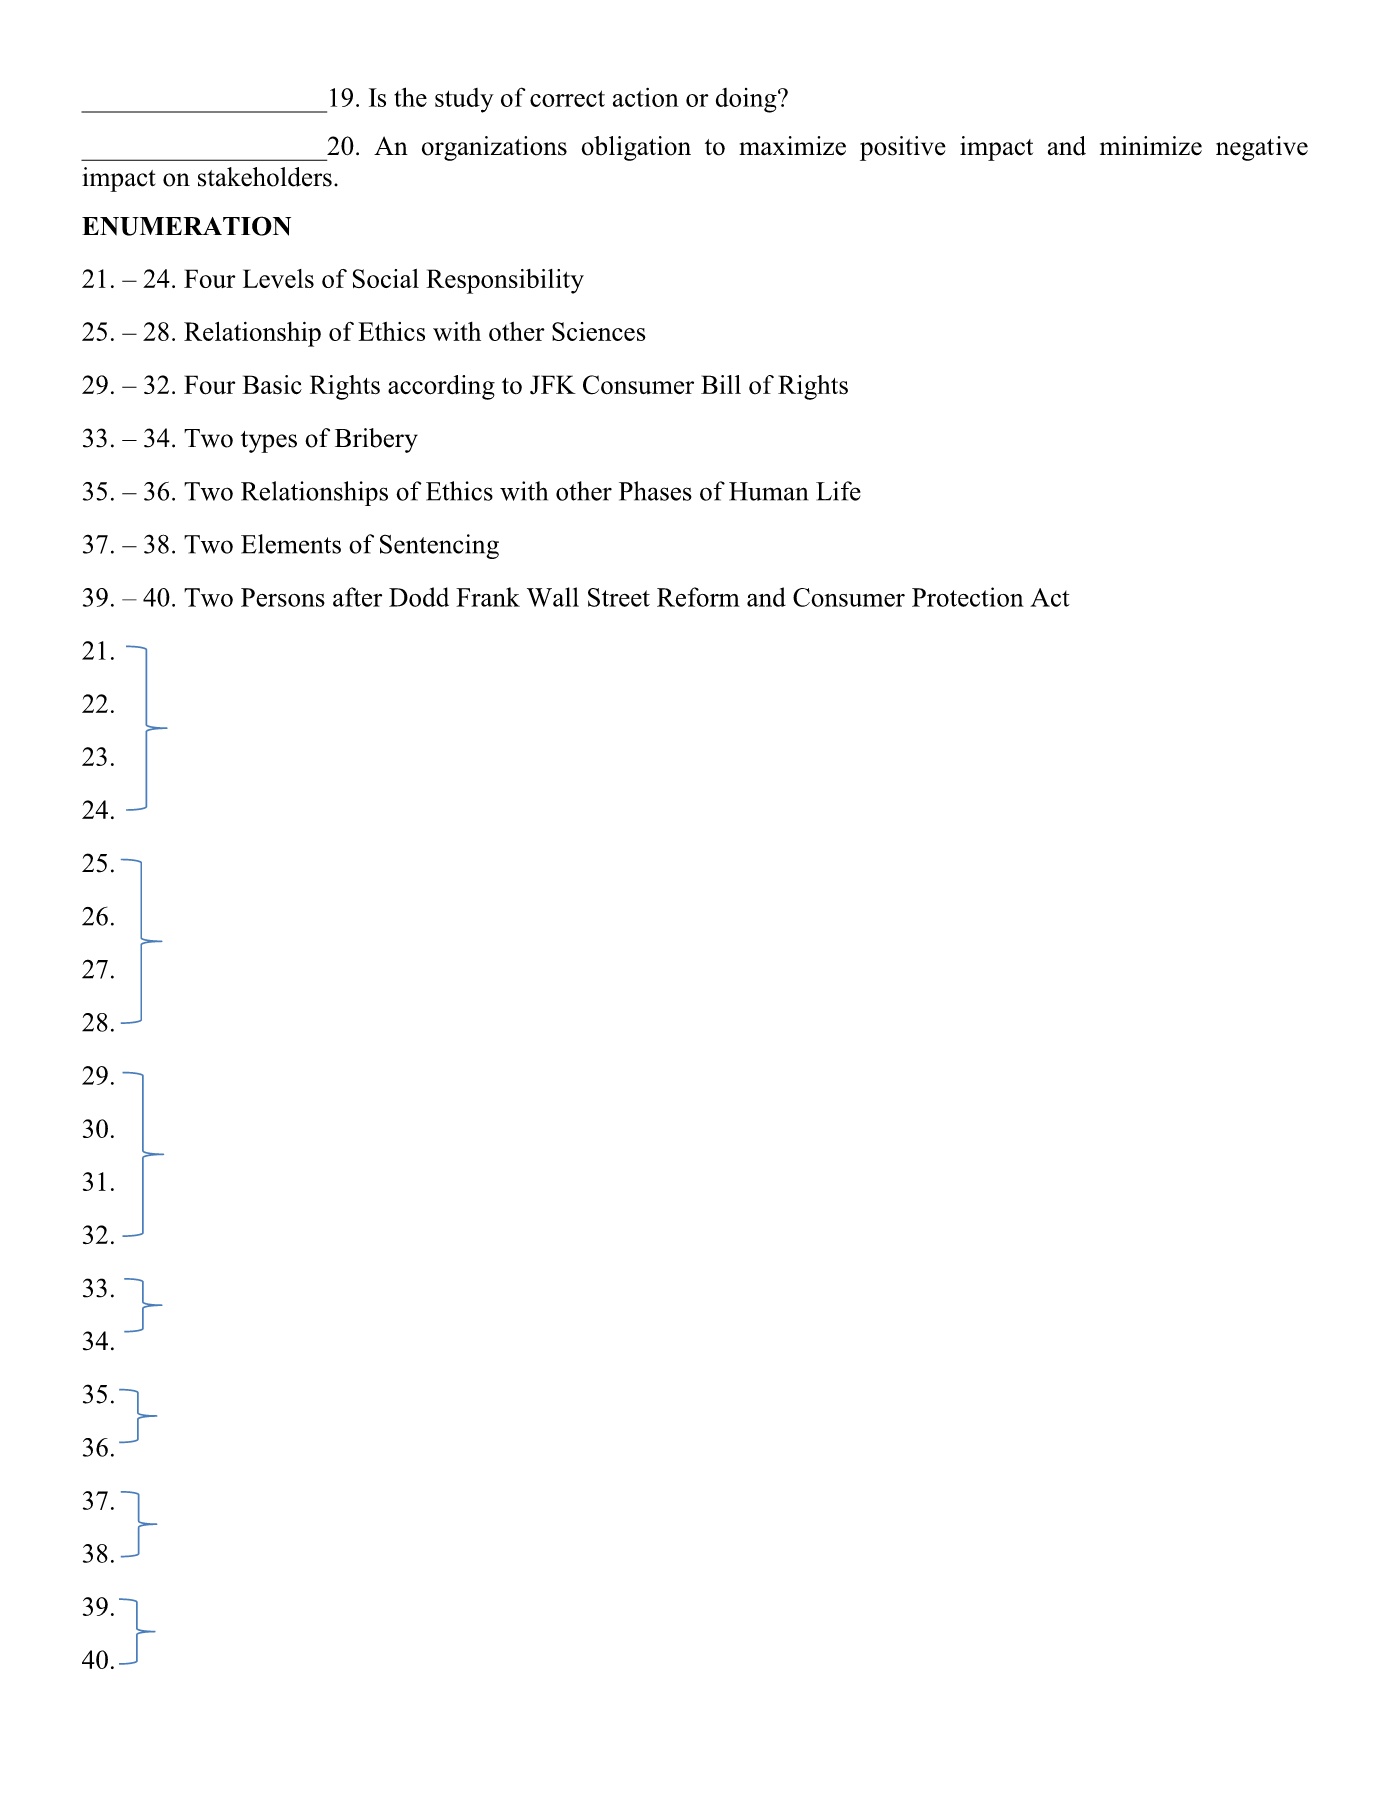 __________________19. Is the study of correct action or doing?
__________________20. An organizations obligation to maximize positive impact and minimize negative
impact on stakeholders.
ENUMERATION
21. – 24. Four Levels of Social Responsibility
25. – 28. Relationship of Ethics with other Sciences
29. – 32. Four Basic Rights according to JFK Consumer Bill of Rights
33. – 34. Two types of Bribery
35. – 36. Two Relationships of Ethics with other Phases of Human Life
37. – 38. Two Elements of Sentencing
39. – 40. Two Persons after Dodd Frank Wall Street Reform and Consumer Protection Act
21.
22.
23.
24.
25.
26.
27.
28.
29.
30.
31.
32.
33.
34.
35.
36.
37.
38.
39.
40.